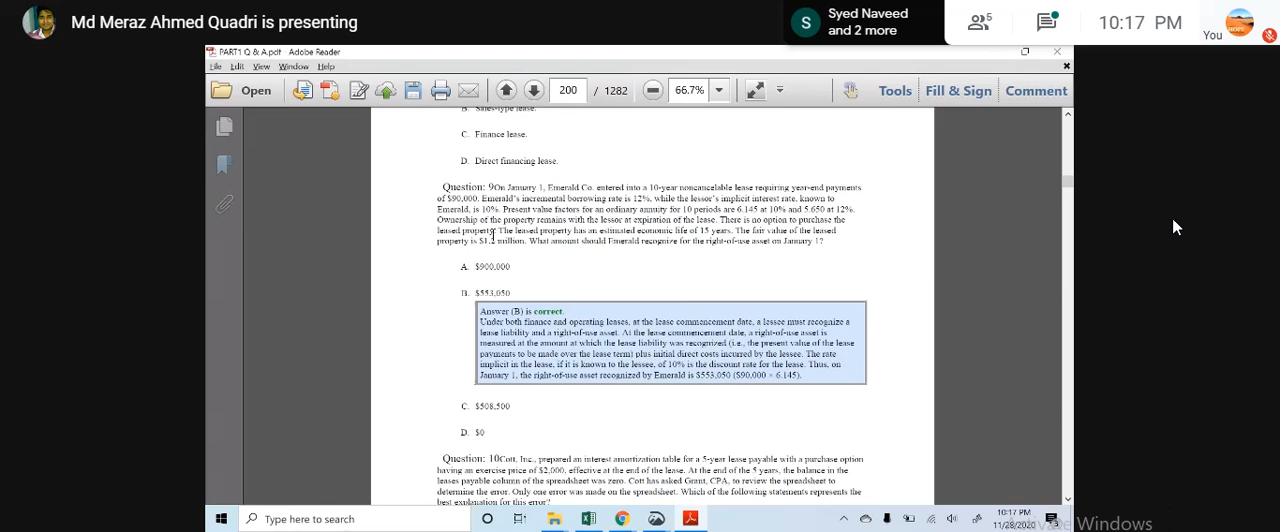 Md Meraz Ahmed Quadri is presenting
S
Syed Naveed
and 2 more
5
10:17 PM
You
PART1 Q & A.pdf - Adobe Reader
File Edit View Window Help
Open
200 / 1282
66.7%
Tools Fill & Sign Comment
B. Sales-type lease.
C. Finance lease.
D. Direct financing lease.
Question: 9On January 1, Emerald Co. entered into a 10-year noncancelable lease requiring year-end payments
of $90,000. Emerald's incremental borrowing rate is 12%, while the lessor's implicit interest rate, known to
Emerald, is 10%. Present value factors for an ordinary annuity for 10 periods are 6.145 at 10% and 5.650 at 12%.
Ownership of the property remains with the lessor at expiration of the lease. There is no option to purchase the
leased property. The leased property has an estimated economic life of 15 years. The fair value of the leased
property is $1.2 million. What amount should Emerald recognize for the right-of-use asset on January 1?
A. $900,000
B. $553,050
Answer (B) is correct.
Under both finance and operating leases, at the lease commencement date, a lessee must recognize a
lease liability and a right-of-use asset. At the lease commencement date, a right-of-use asset is
measured at the amount at which the lease liability was recognized (i.e., the present value of the lease
payments to be made over the lease term) plus initial direct costs incurred by the lessee. The rate
implicit in the lease, if it is known to the lessee, of 10% is the discount rate for the lease. Thus, on
January 1, the right-of-use asset recognized by Emerald is $553,050 ($90,000 × 6.145).
C. $508,500
D. $0
Question: 10Cott, Inc., prepared an interest amortization table for a 5-year lease payable with a purchase option
having an exercise price of $2,000, effective at the end of the lease. At the end of the 5 years, the balance in the
leases payable column of the spreadsheet was zero. Cott has asked Grant, CPA, to review the spreadsheet to
determine the error. Only one error was made on the spreadsheet. Which of the following statements represents the
best explanation for this error?
Type here to search
10:17 PM
11/28/2020
3
Activate Windows